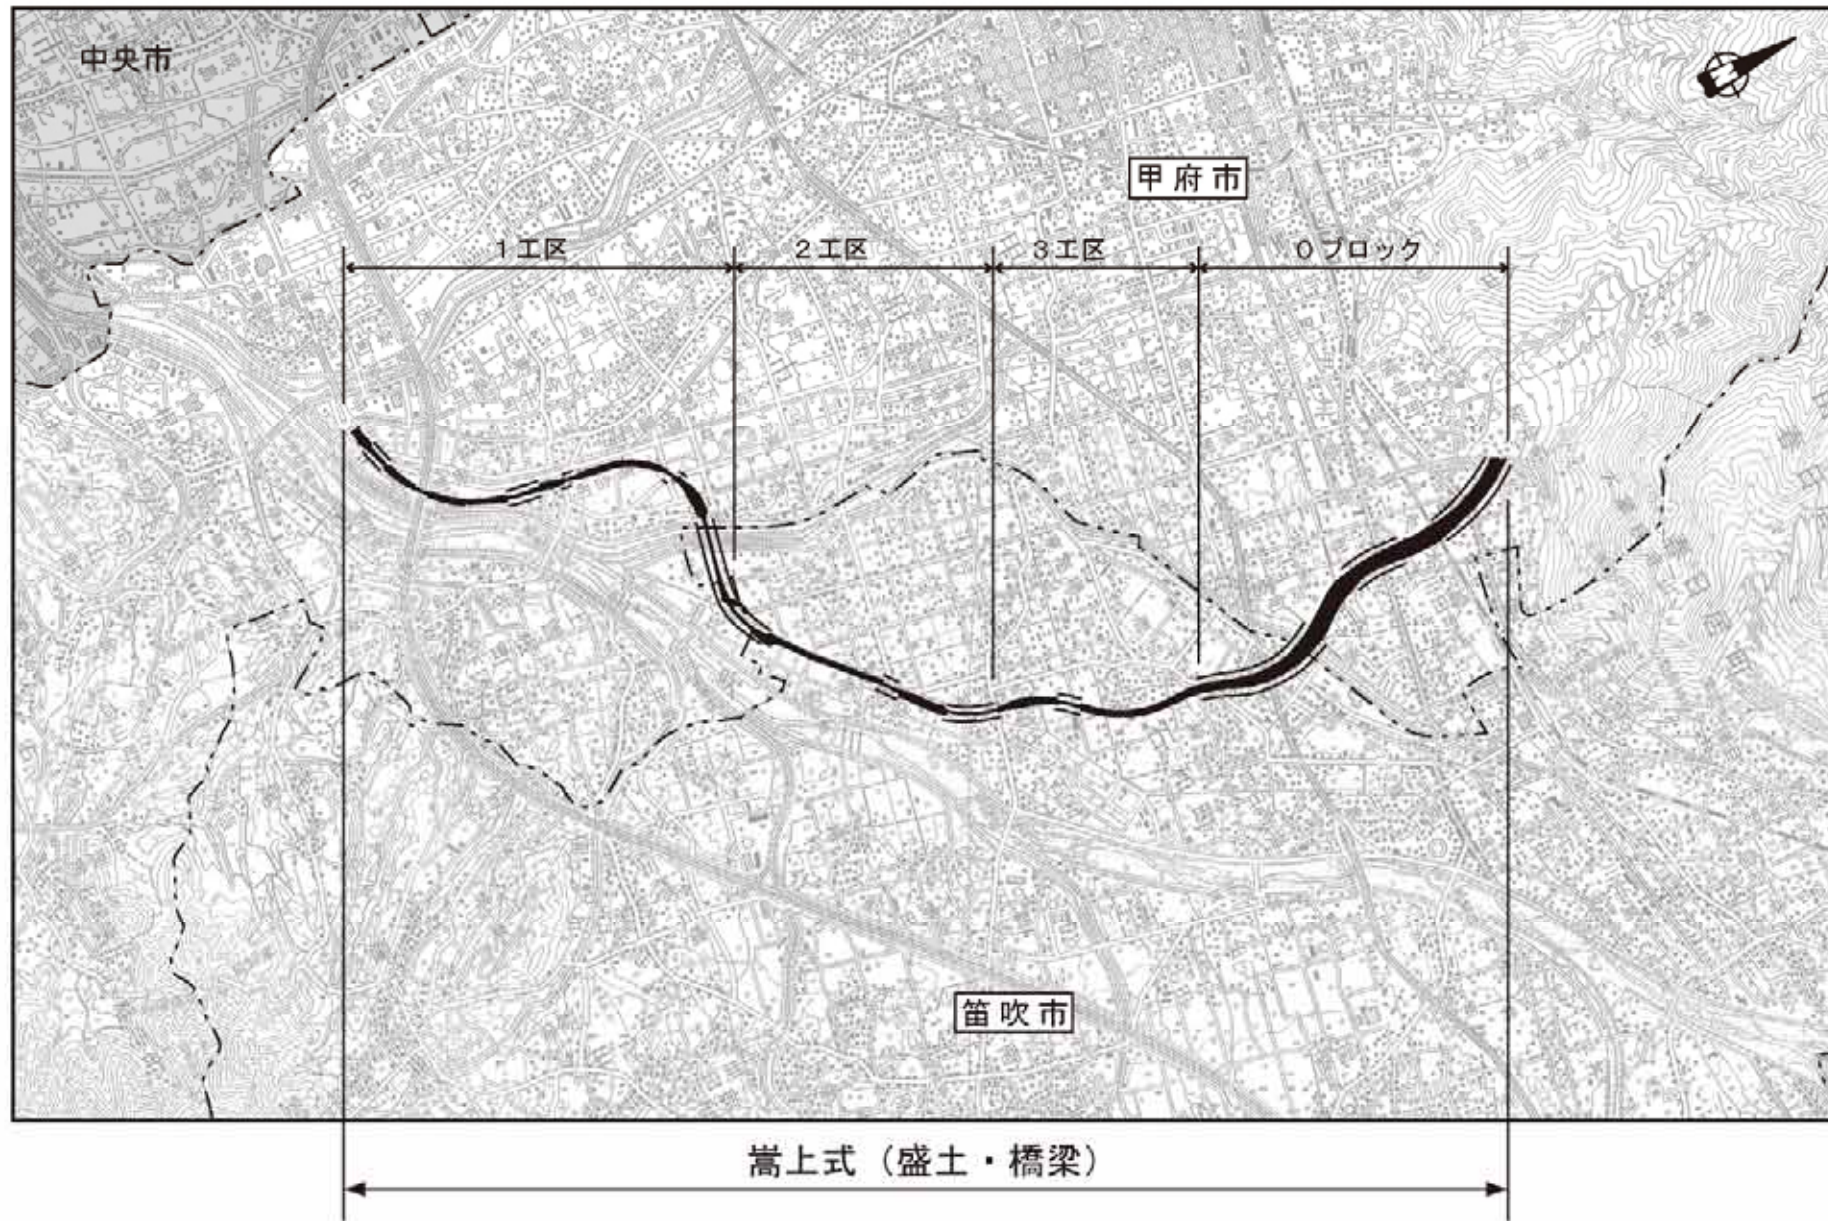 中央市
甲府市
1工区
2工区
3工区
0ブロック
笛吹市
嵩上式（盛土・橋梁）